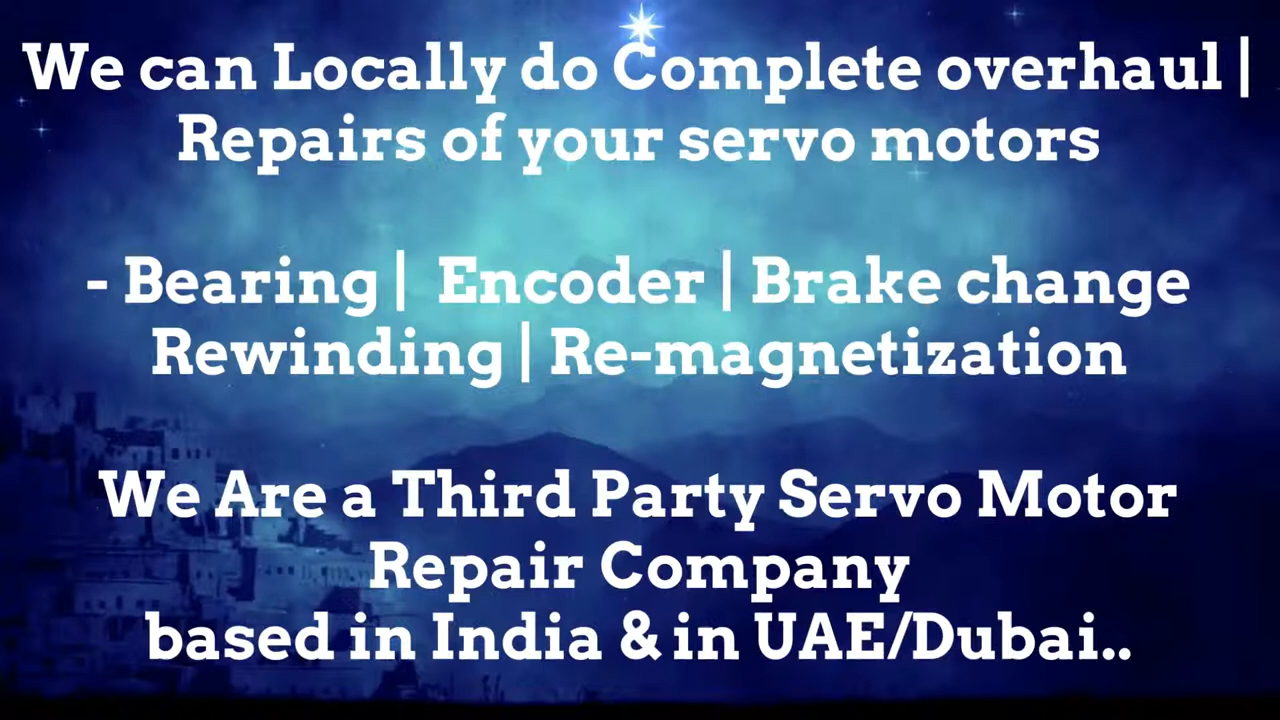 We can Locally do Complete overhaul |
Repairs of your servo motors
- Bearing | Encoder | Brake change
Rewinding | Re-magnetization
We Are a Third Party Servo Motor
Repair Company
based in India & in UAE/Dubai..